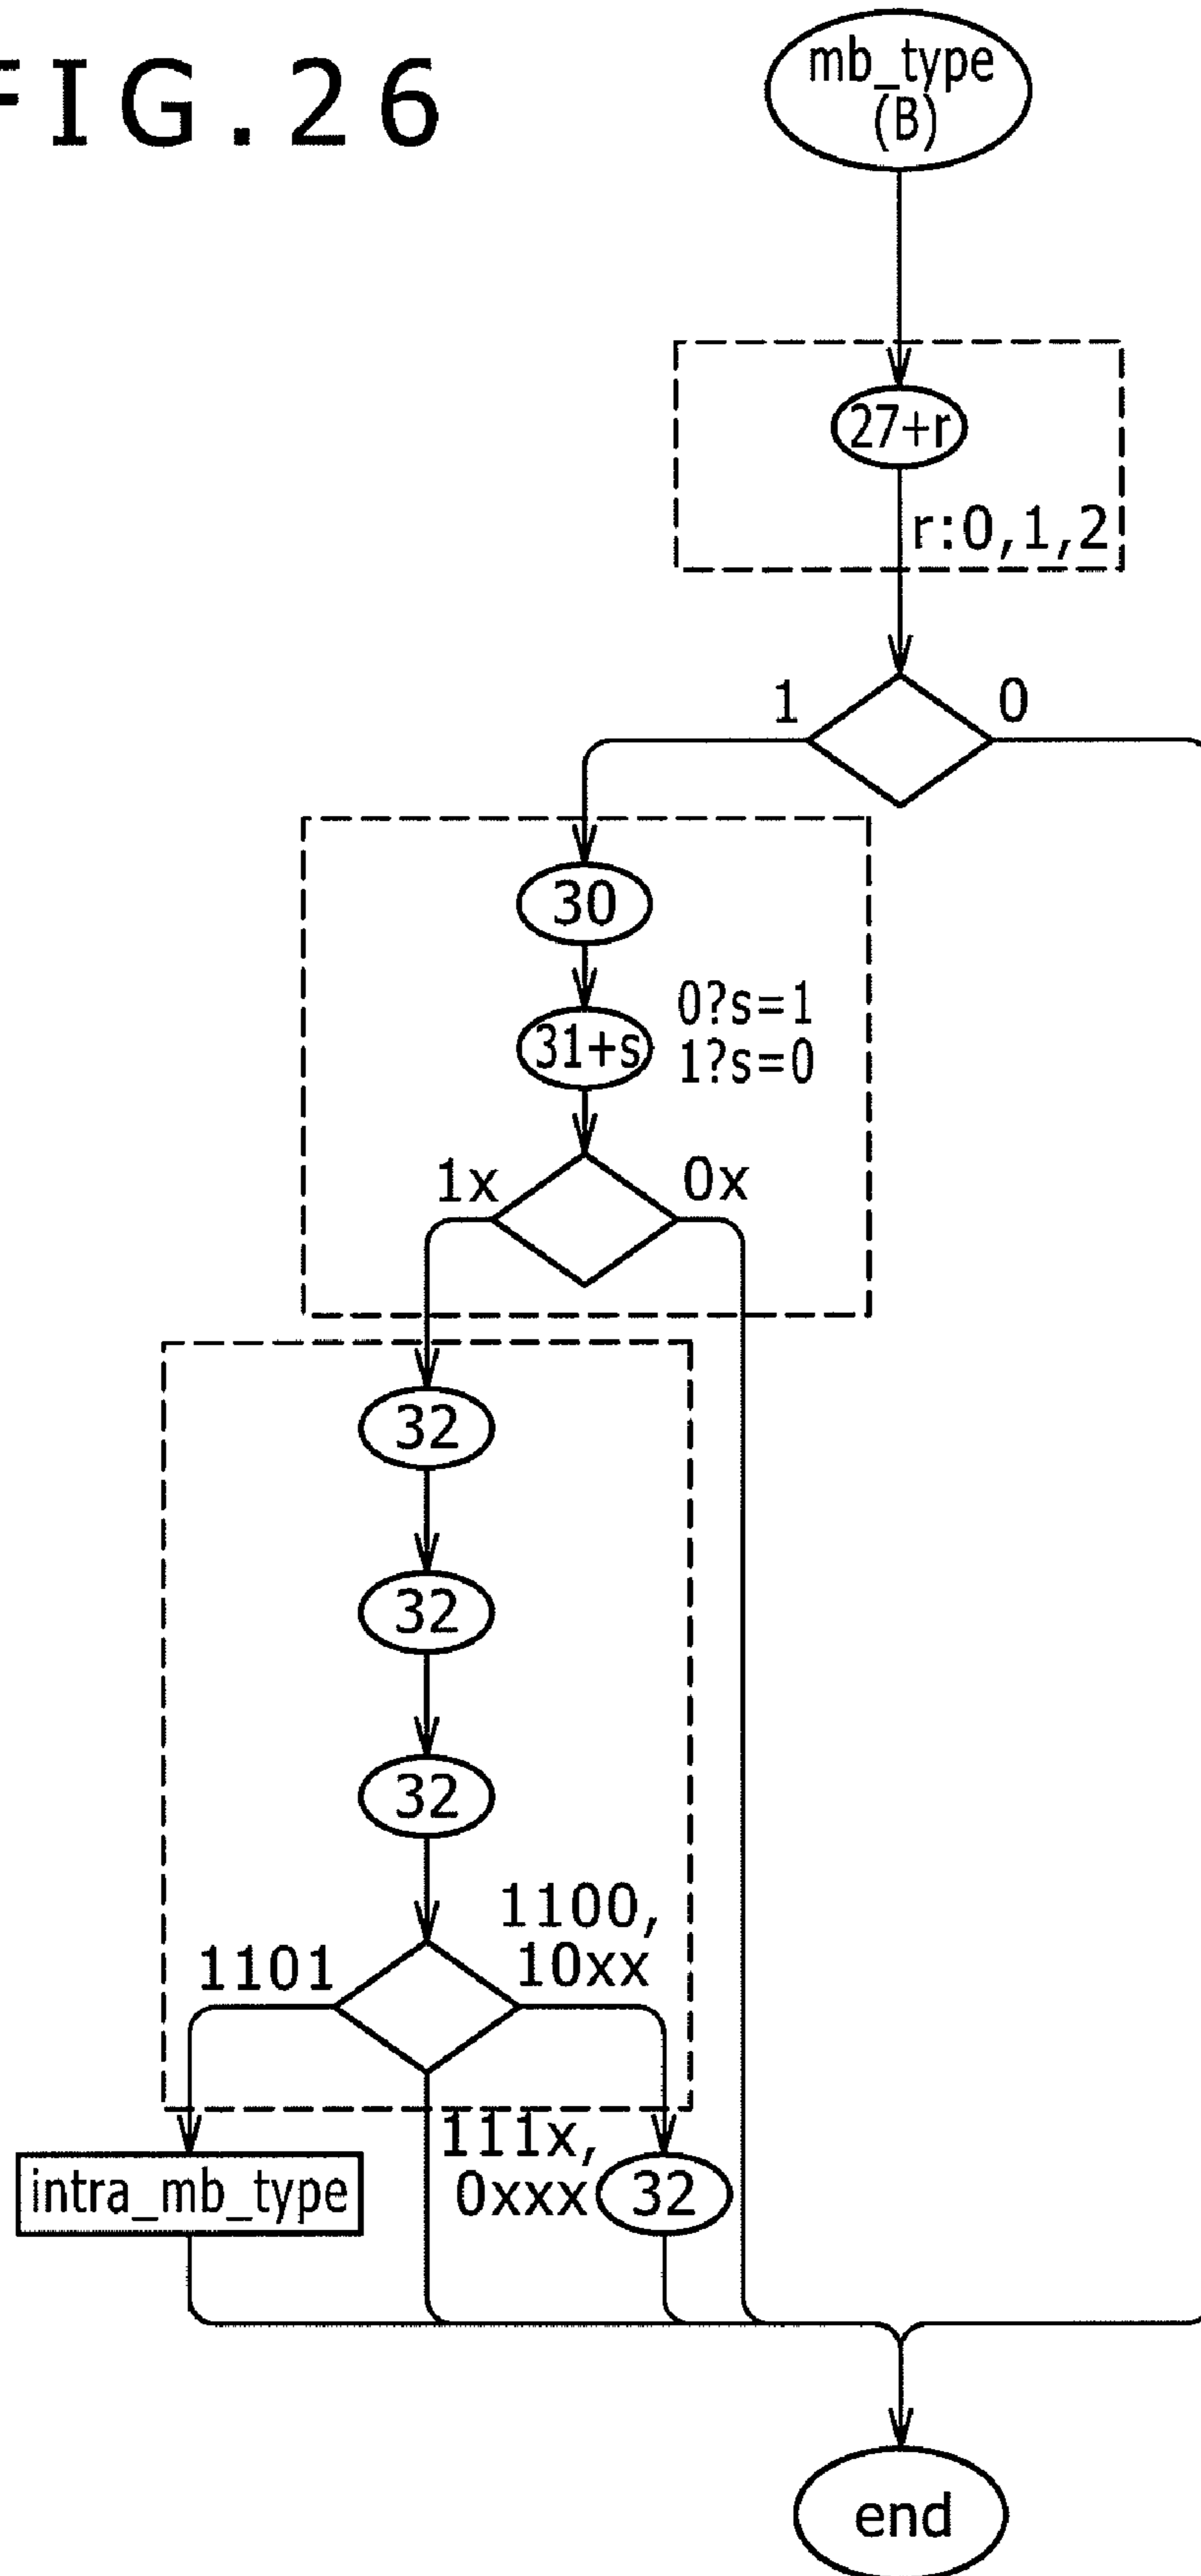 FIG.26
mb_type
(B)
27+r
r:0,1,2
1
0
30
31+s
0?s=1
1?s=0
1x
0x
32
32
32
1101
1100,
10xx
111x,
0xxx
intra_mb_type
32
end